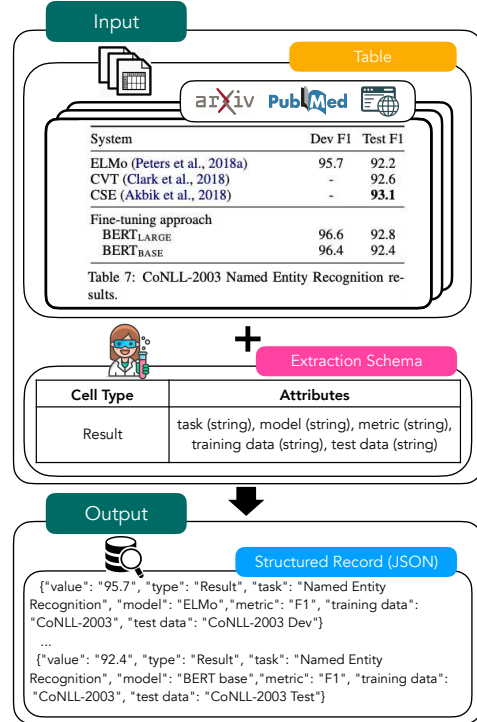 Input
Table
arXiv PubMed
System Dev F1 Test F1
ELMo (Peters et al., 2018a) 95.7 92.2
CVT (Clark et al., 2018) - 92.6
CSE (Akbik et al., 2018) - 93.1
Fine-tuning approach
BERTLARGE 96.6 92.8
BERTBASE 96.4 92.4
Table 7: CoNLL-2003 Named Entity Recognition re-
sults.
+
Extraction Schema
Cell Type Attributes
Result task (string), model (string), metric (string),
training data (string), test data (string)
Output
Structured Record (JSON)
{"value": "95.7", "type": "Result", "task": "Named Entity
Recognition", "model": "ELMo","metric": "F1", "training data":
"CoNLL-2003", "test data": "CoNLL-2003 Dev"}
...
{"value": "92.4", "type": "Result", "task": "Named Entity
Recognition", "model": "BERT base","metric": "F1", "training data":
"CoNLL-2003", "test data": "CoNLL-2003 Test"}